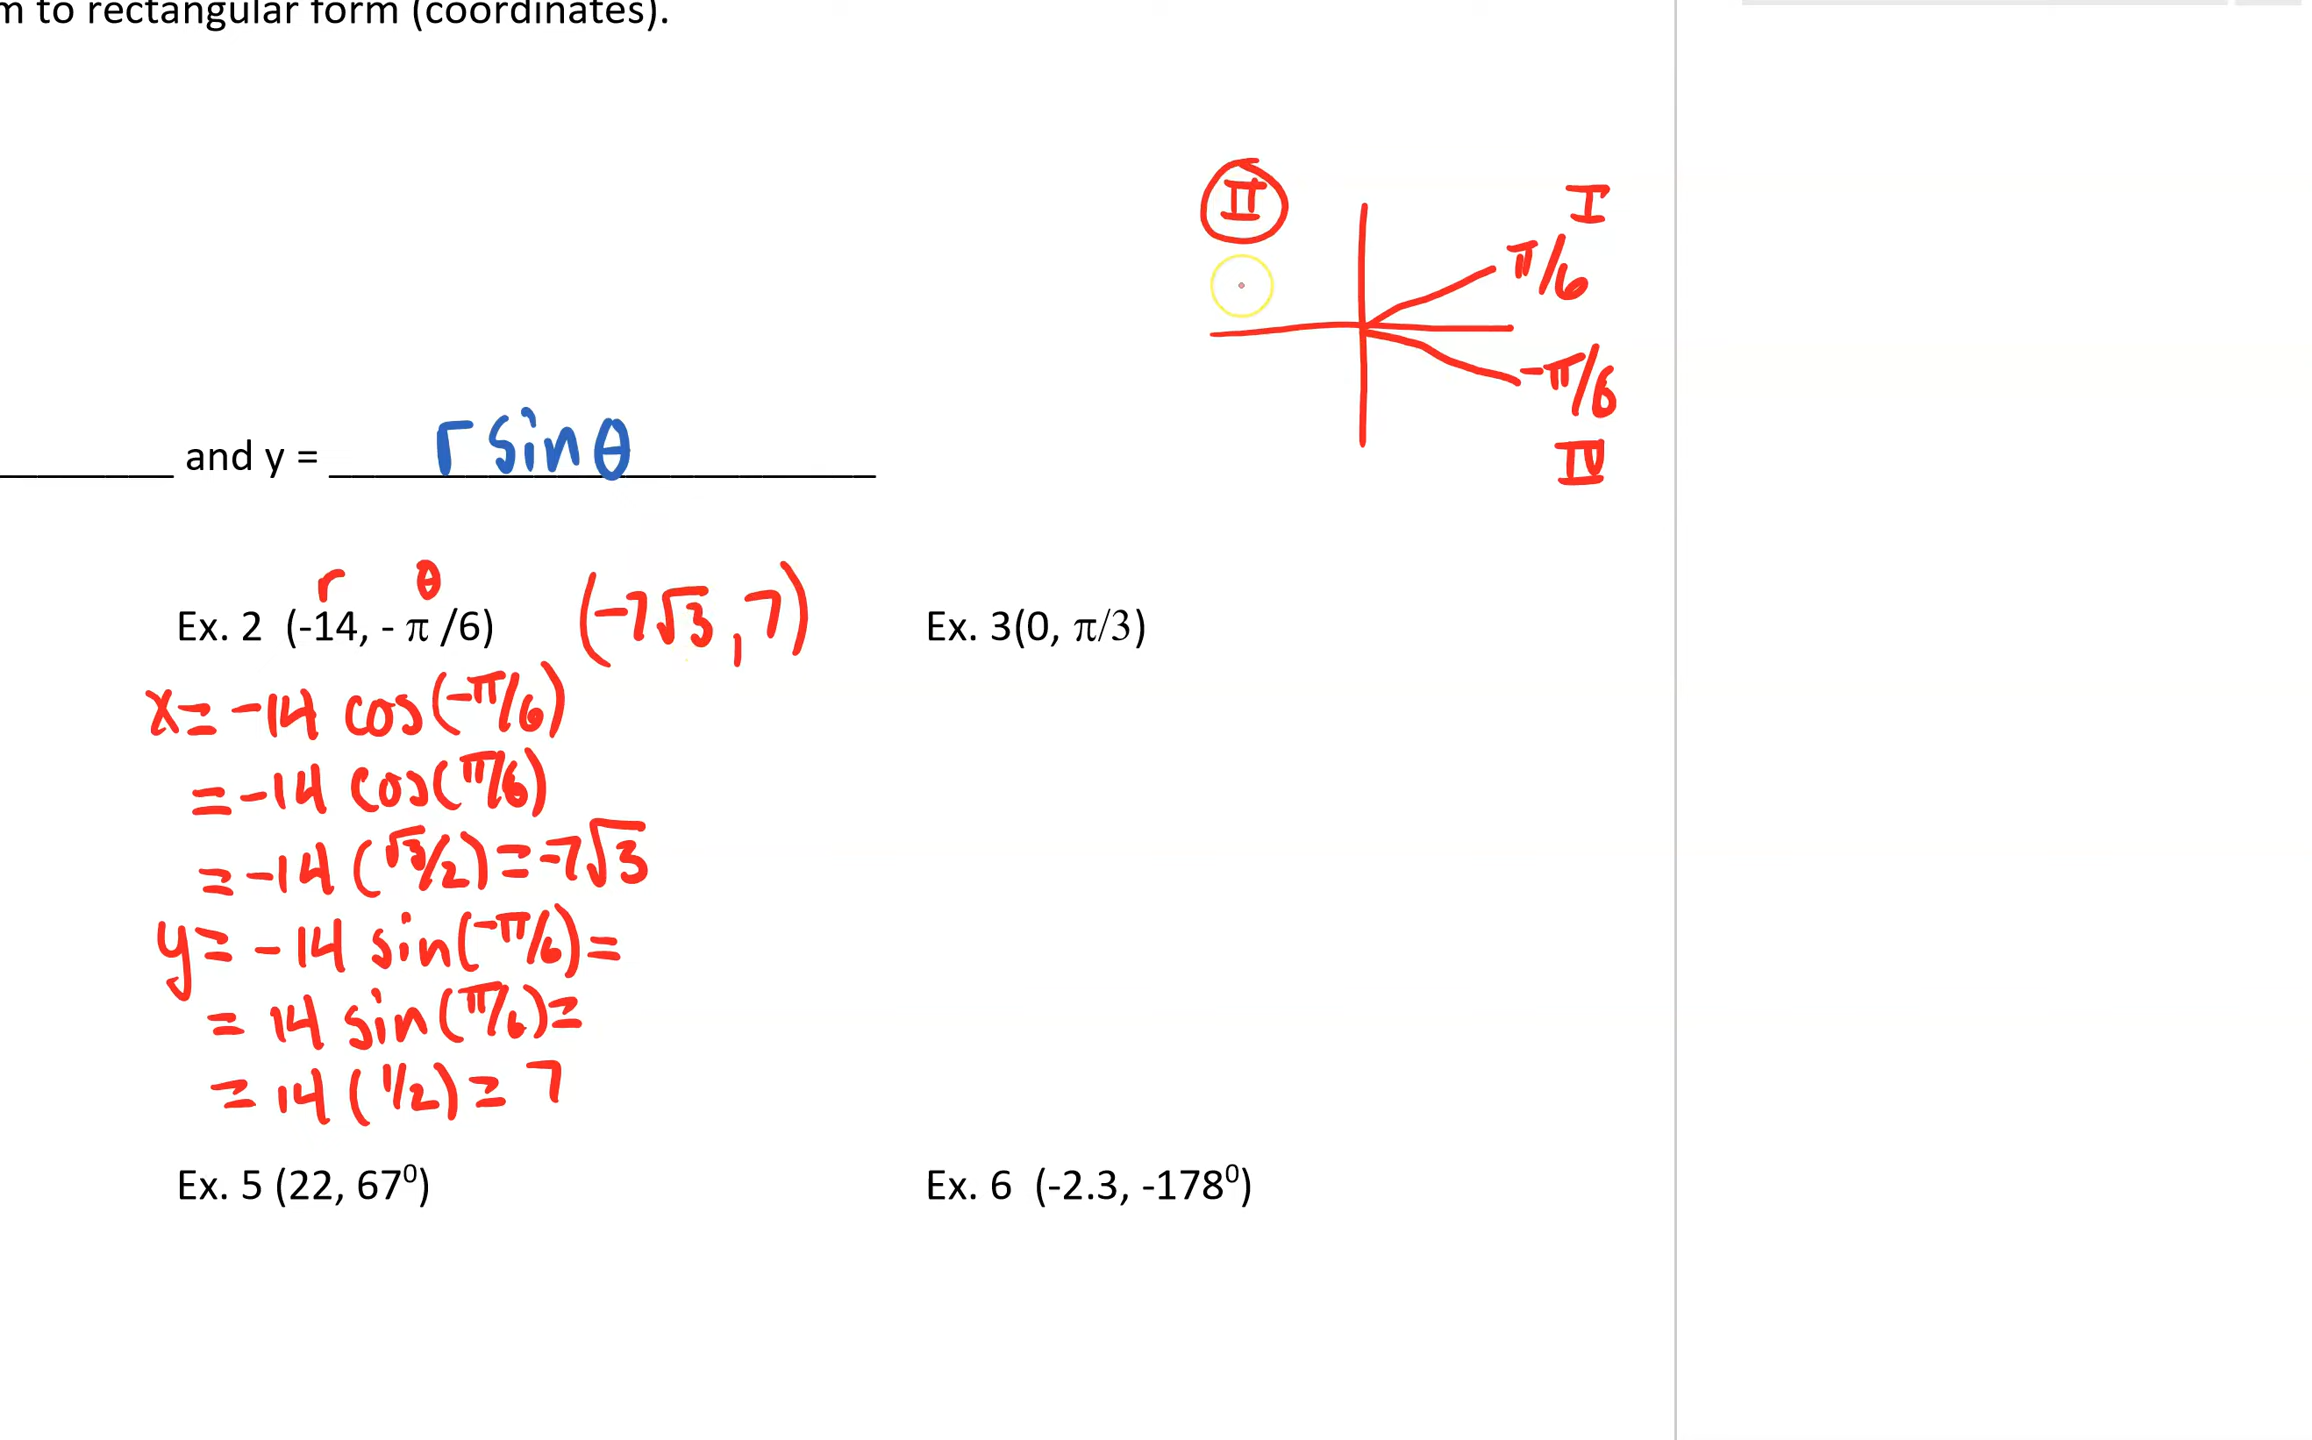 m to rectangular form (coordinates).
II
I
π/6
-π/6
IV
and y = r sin θ
r θ
Ex. 2 (-14, - π /6) (-7√3, 7)
Ex. 3(0, π/3)
x = -14 cos(-π/6)
= -14 cos(π/6)
= -14 (√3/2) = -7√3
y = -14 sin(-π/6) =
= 14 sin(π/6) =
= 14 (1/2) = 7
Ex. 5 (22, 67⁰)
Ex. 6 (-2.3, -178⁰)